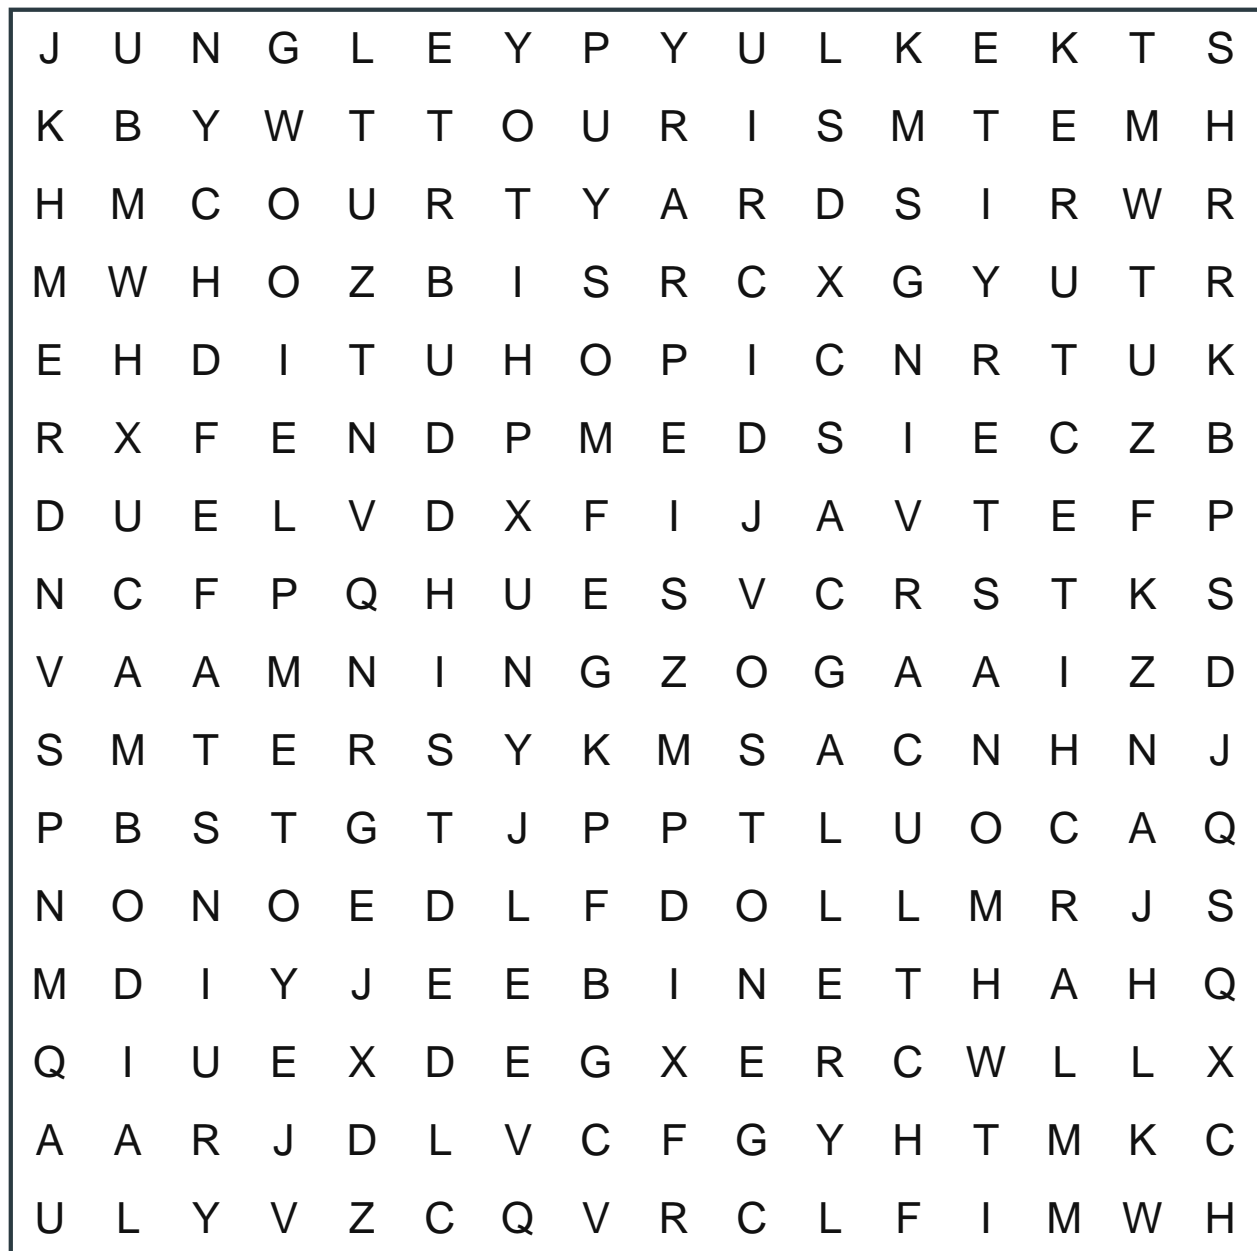 J U N G L E Y P Y U L K E K T S
K B Y W T T O U R I S M T E M H
H M C O U R T Y A R D S I R W R
M W H O Z B I S R C X G Y U T R
E H D I T U H O P I C N R T U K
R X F E N D P M E D S I E C Z B
D U E L V D X F I J A V T E F P
N C F P Q H U E S V C R S T K S
V A A M N I N G Z O G A A I Z D
S M T E R S Y K M S A C N H N J
P B S T G T J P P T L U O C A Q
N O N O E D L F D O L L M R J S
M D I Y J E E B I N E T H A H Q
Q I U E X D E G X E R C W L L X
A A R J D L V C F G Y H T M K C
U L Y V Z C Q V R C L F I M W H